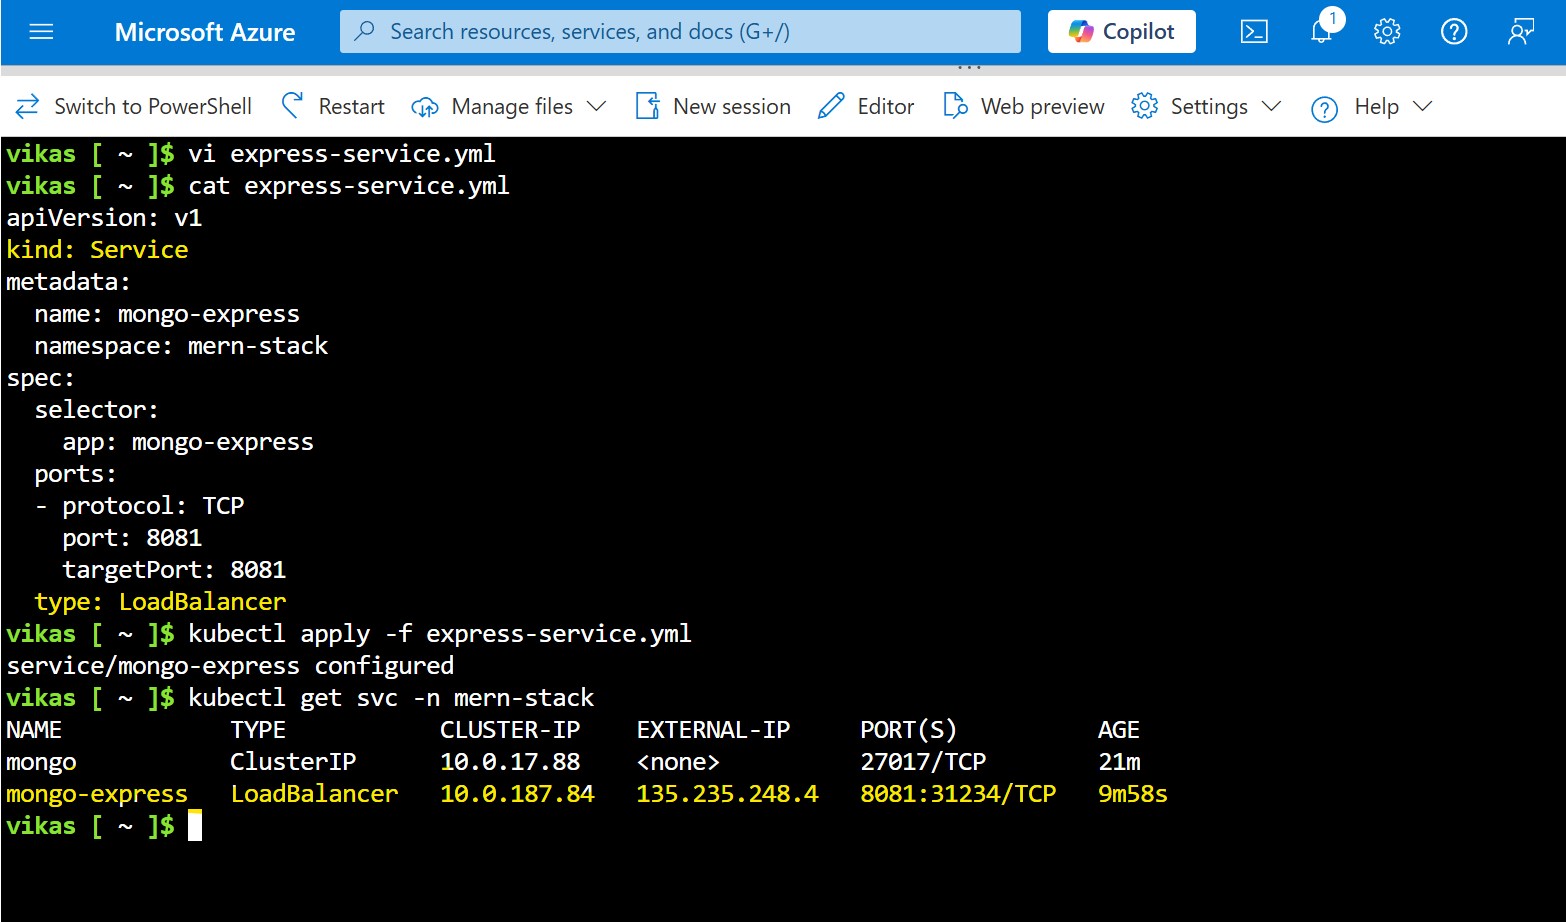 Microsoft Azure
Search resources, services, and docs (G+/)
Copilot
1
Switch to PowerShell Restart Manage files New session Editor Web preview Settings Help
vikas [ ~ ]$ vi express-service.yml
vikas [ ~ ]$ cat express-service.yml
apiVersion: v1
kind: Service
metadata:
  name: mongo-express
  namespace: mern-stack
spec:
  selector:
    app: mongo-express
  ports:
  - protocol: TCP
    port: 8081
    targetPort: 8081
  type: LoadBalancer
vikas [ ~ ]$ kubectl apply -f express-service.yml
service/mongo-express configured
vikas [ ~ ]$ kubectl get svc -n mern-stack
NAME            TYPE           CLUSTER-IP    EXTERNAL-IP     PORT(S)          AGE
mongo           ClusterIP      10.0.17.88    <none>          27017/TCP        21m
mongo-express   LoadBalancer   10.0.187.84   135.235.248.4   8081:31234/TCP   9m58s
vikas [ ~ ]$